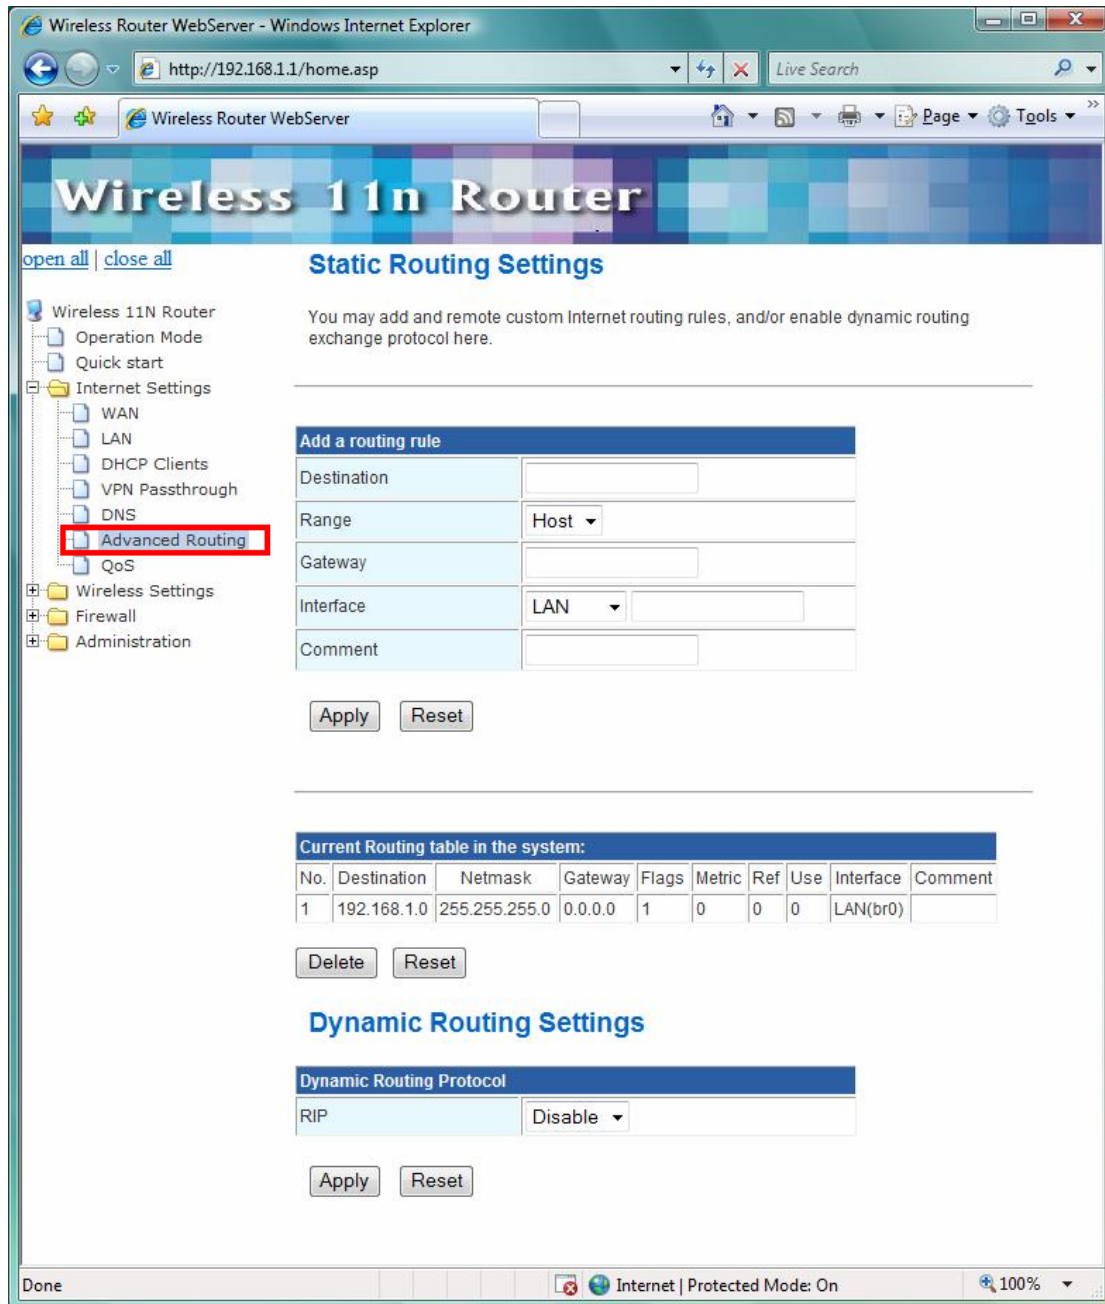 Wireless Router WebServer - Windows Internet Explorer
http://192.168.1.1/home.asp
Live Search
Wireless Router WebServer
Page
Tools
Wireless 11n Router
open all | close all
Wireless 11N Router
Operation Mode
Quick start
Internet Settings
WAN
LAN
DHCP Clients
VPN Passthrough
DNS
Advanced Routing
QoS
Wireless Settings
Firewall
Administration
Static Routing Settings
You may add and remote custom Internet routing rules, and/or enable dynamic routing
exchange protocol here.
Add a routing rule
Destination
Range Host
Gateway
Interface LAN
Comment
Apply Reset
Current Routing table in the system:
No. Destination Netmask Gateway Flags Metric Ref Use Interface Comment
1 192.168.1.0 255.255.255.0 0.0.0.0 1 0 0 0 LAN(br0)
Delete Reset
Dynamic Routing Settings
Dynamic Routing Protocol
RIP Disable
Apply Reset
Done
Internet | Protected Mode: On
100%